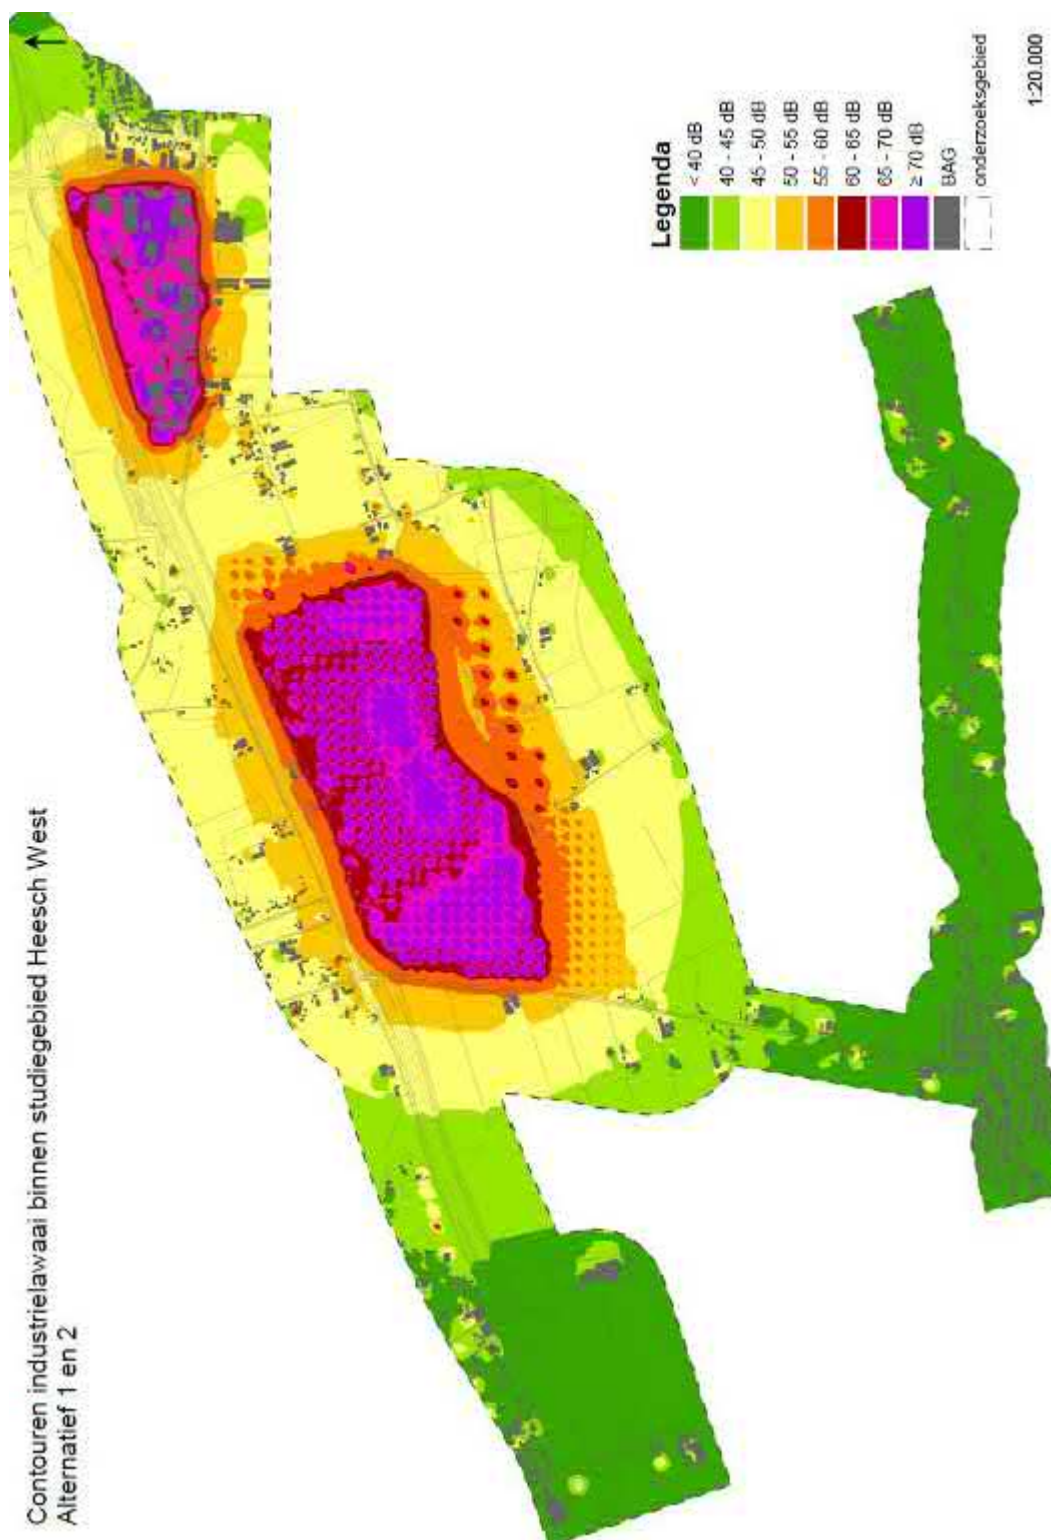 Contouren industrielawaai binnen studiegebied Heesch West
Alternatief 1 en 2
Legenda
< 40 dB
40 - 45 dB
45 - 50 dB
50 - 55 dB
55 - 60 dB
60 - 65 dB
65 - 70 dB
≥ 70 dB
BAG
onderzoeksgebied
1:20.000